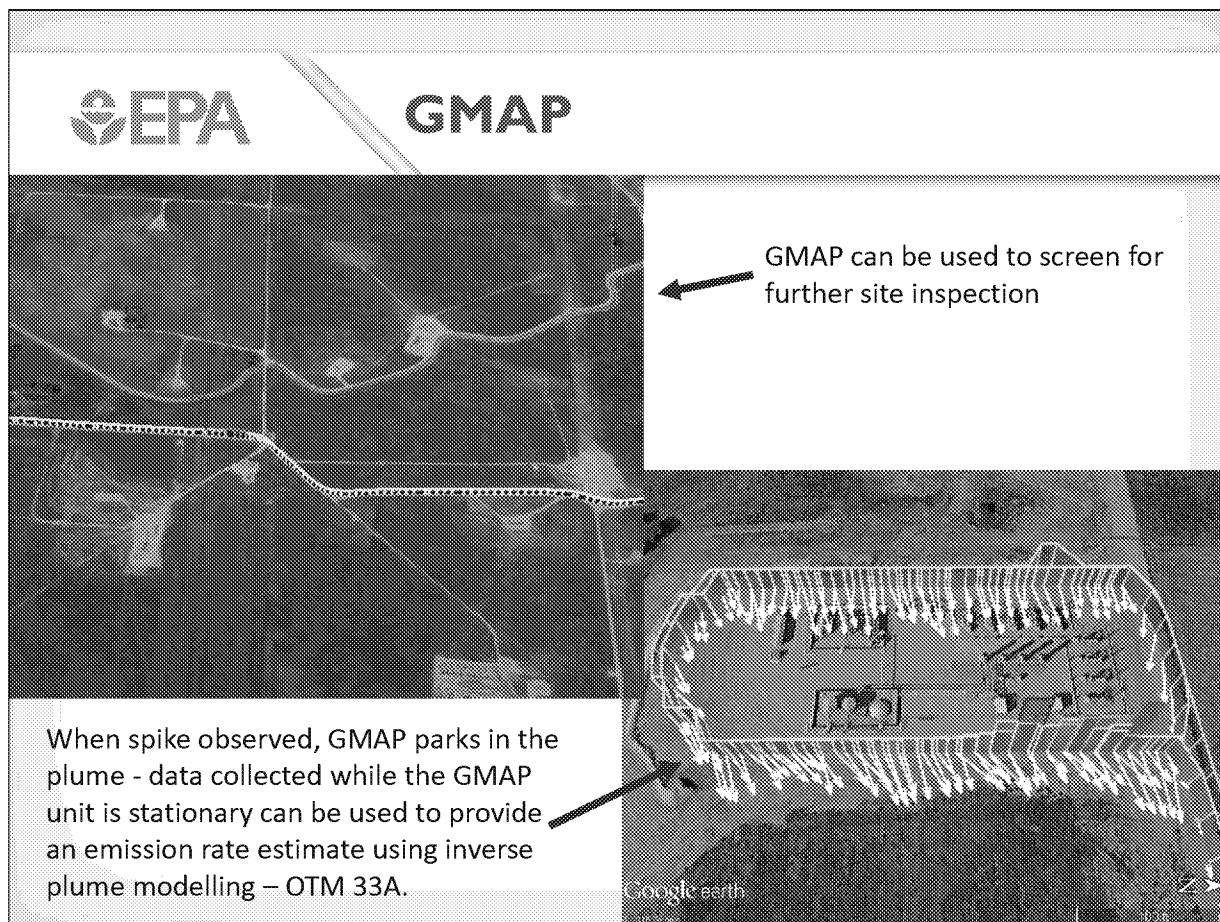 EPA
GMAP
GMAP can be used to screen for
further site inspection
When spike observed, GMAP parks in the
plume - data collected while the GMAP
unit is stationary can be used to provide
an emission rate estimate using inverse
plume modelling – OTM 33A.
Google earth